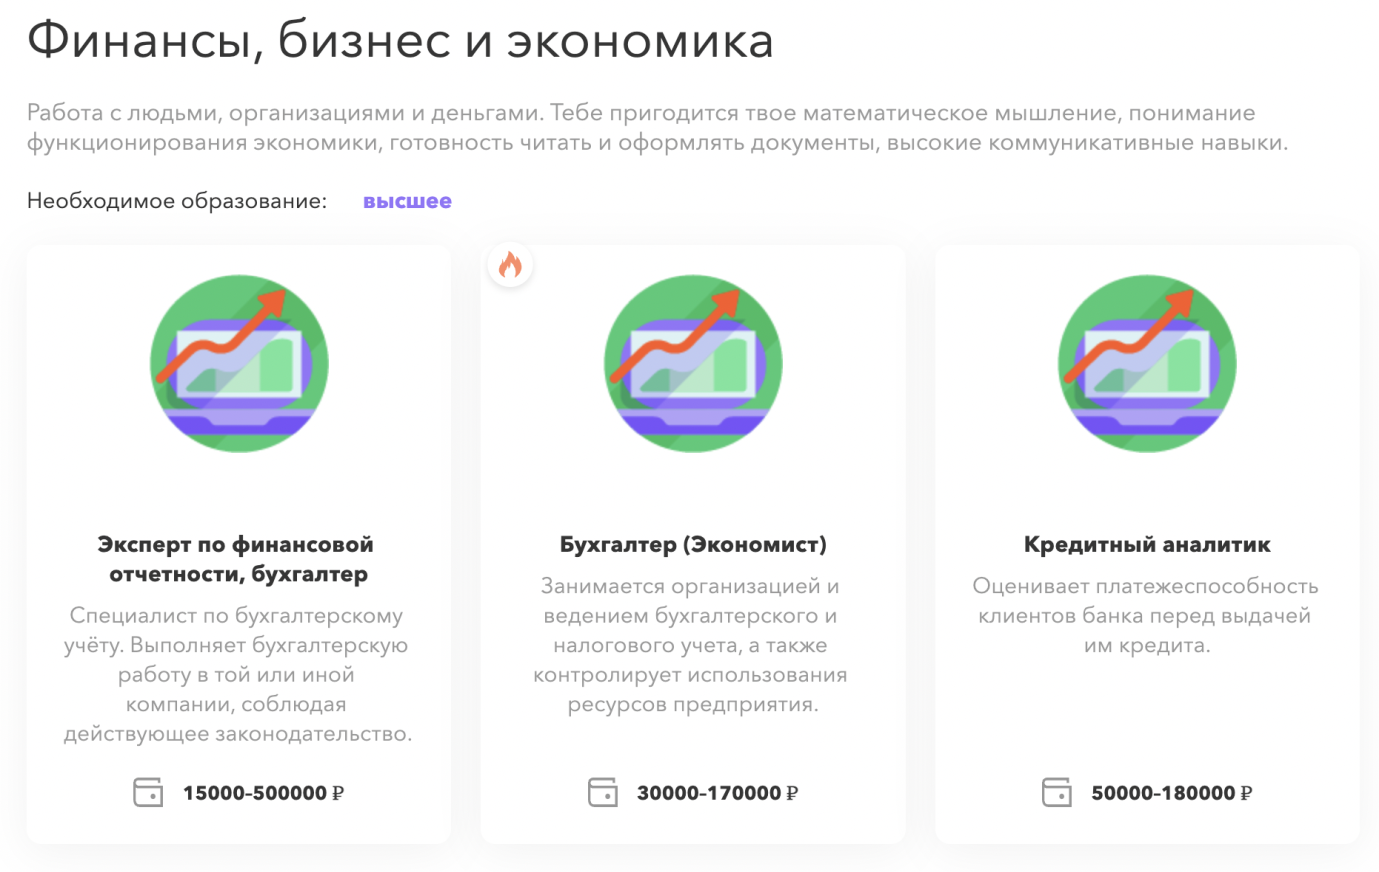 Финансы, бизнес и экономика
Работа с людьми, организациями и деньгами. Тебе пригодится твое математическое мышление, понимание
функционирования экономики, готовность читать и оформлять документы, высокие коммуникативные навыки.
Необходимое образование: высшее
Эксперт по финансовой
отчетности, бухгалтер
Специалист по бухгалтерскому
учёту. Выполняет бухгалтерскую
работу в той или иной
компании, соблюдая
действующее законодательство.
15000–500000 ₽
Бухгалтер (Экономист)
Занимается организацией и
ведением бухгалтерского и
налогового учета, а также
контролирует использования
ресурсов предприятия.
30000–170000 ₽
Кредитный аналитик
Оценивает платежеспособность
клиентов банка перед выдачей
им кредита.
50000–180000 ₽